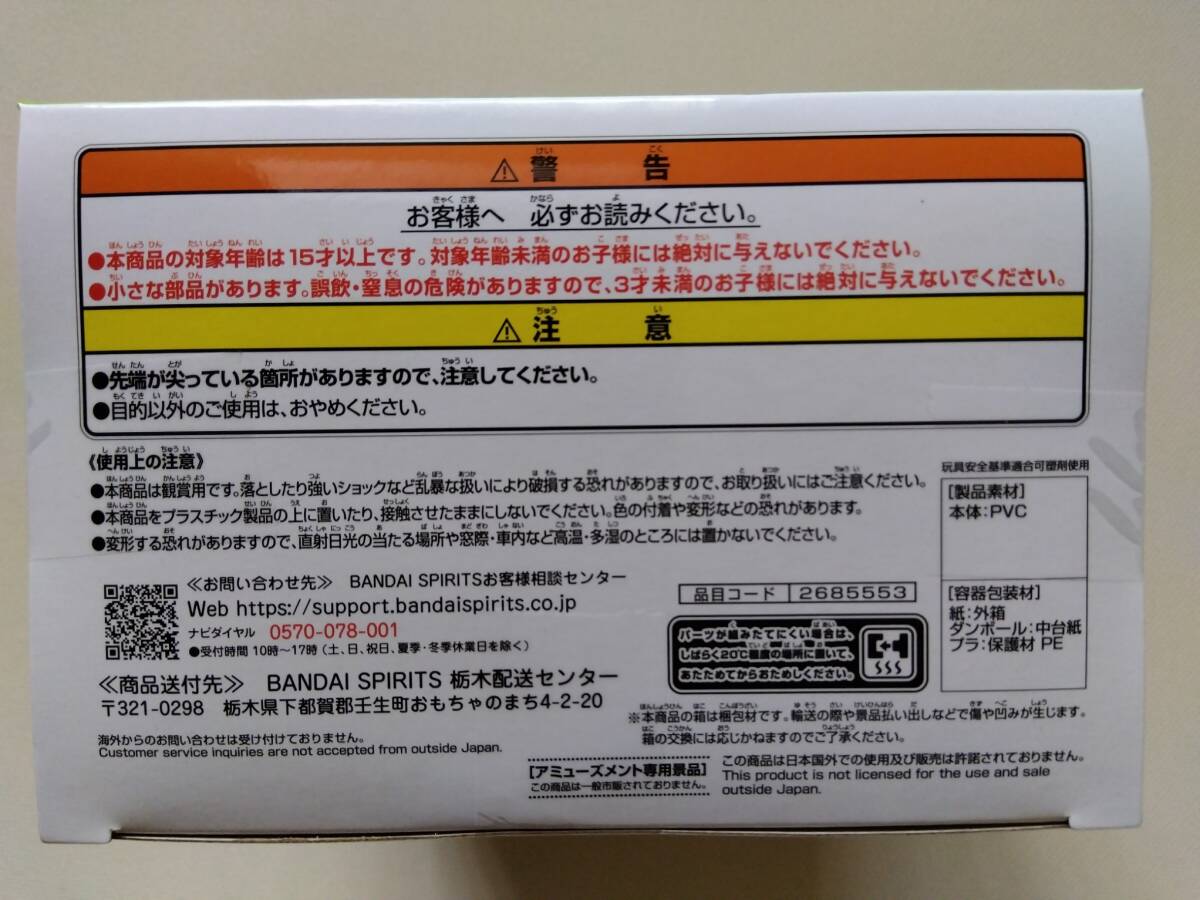 ⚠警告
お客様へ 必ずお読みください。
●本商品の対象年齢は15才以上です。対象年齢未満のお子様には絶対に与えないでください。
●小さな部品があります。誤飲・窒息の危険がありますので、3才未満のお子様には絶対に与えないでください。
⚠注意
●先端が尖っている箇所がありますので、注意してください。
●目的以外のご使用は、おやめください。
《使用上の注意》
●本商品は観賞用です。落としたり強いショックなど乱暴な扱いにより破損する恐れがありますので、お取り扱いにはご注意ください。
●本商品をプラスチック製品の上に置いたり、接触させたままにしないでください。色の付着や変形などの恐れがあります。
●変形する恐れがありますので、直射日光の当たる場所や窓際・車内など高温・多湿のところには置かないでください。
玩具安全基準適合可塑剤使用
[製品素材]
本体:PVC
[容器包装材]
紙:外箱
ダンボール:中台紙
プラ:保護材 PE
≪お問い合わせ先≫ BANDAI SPIRITSお客様相談センター
Web https://support.bandaispirits.co.jp
ナビダイヤル 0570-078-001
●受付時間 10時～17時(土、日、祝日、夏季・冬季休業日を除く)
≪商品送付先≫ BANDAI SPIRITS 栃木配送センター
〒321-0298 栃木県下都賀郡壬生町おもちゃのまち4-2-20
海外からのお問い合わせは受け付けておりません。
Customer service inquiries are not accepted from outside Japan.
品目コード 2685553
パーツが組みたてにくい場合は、
しばらく20℃程度の場所に置いて、
あたためてからおためしください。
※本商品の箱は梱包材です。輸送の際や景品払い出しなどで傷や凹みが生じます。
箱の交換には応じかねますのでご了承ください。
[アミューズメント専用景品]
この商品は一般市販されておりません。
この商品は日本国外での使用及び販売は許諾されておりません。
This product is not licensed for the use and sale
outside Japan.